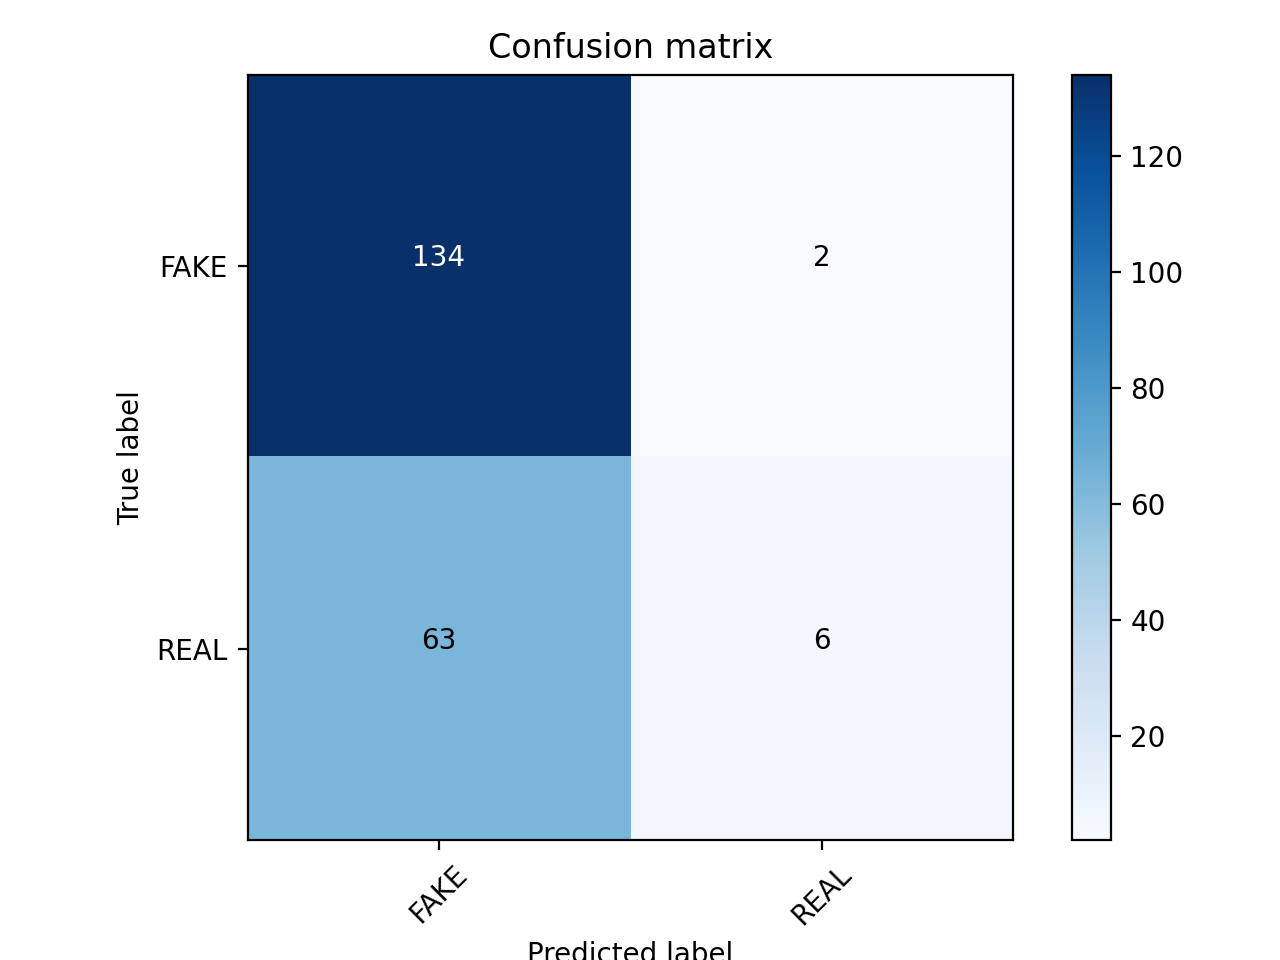 Confusion matrix
FAKE
134
2
120
100
80
60
40
20
True label
REAL
63
6
FAKE
REAL
Predicted label